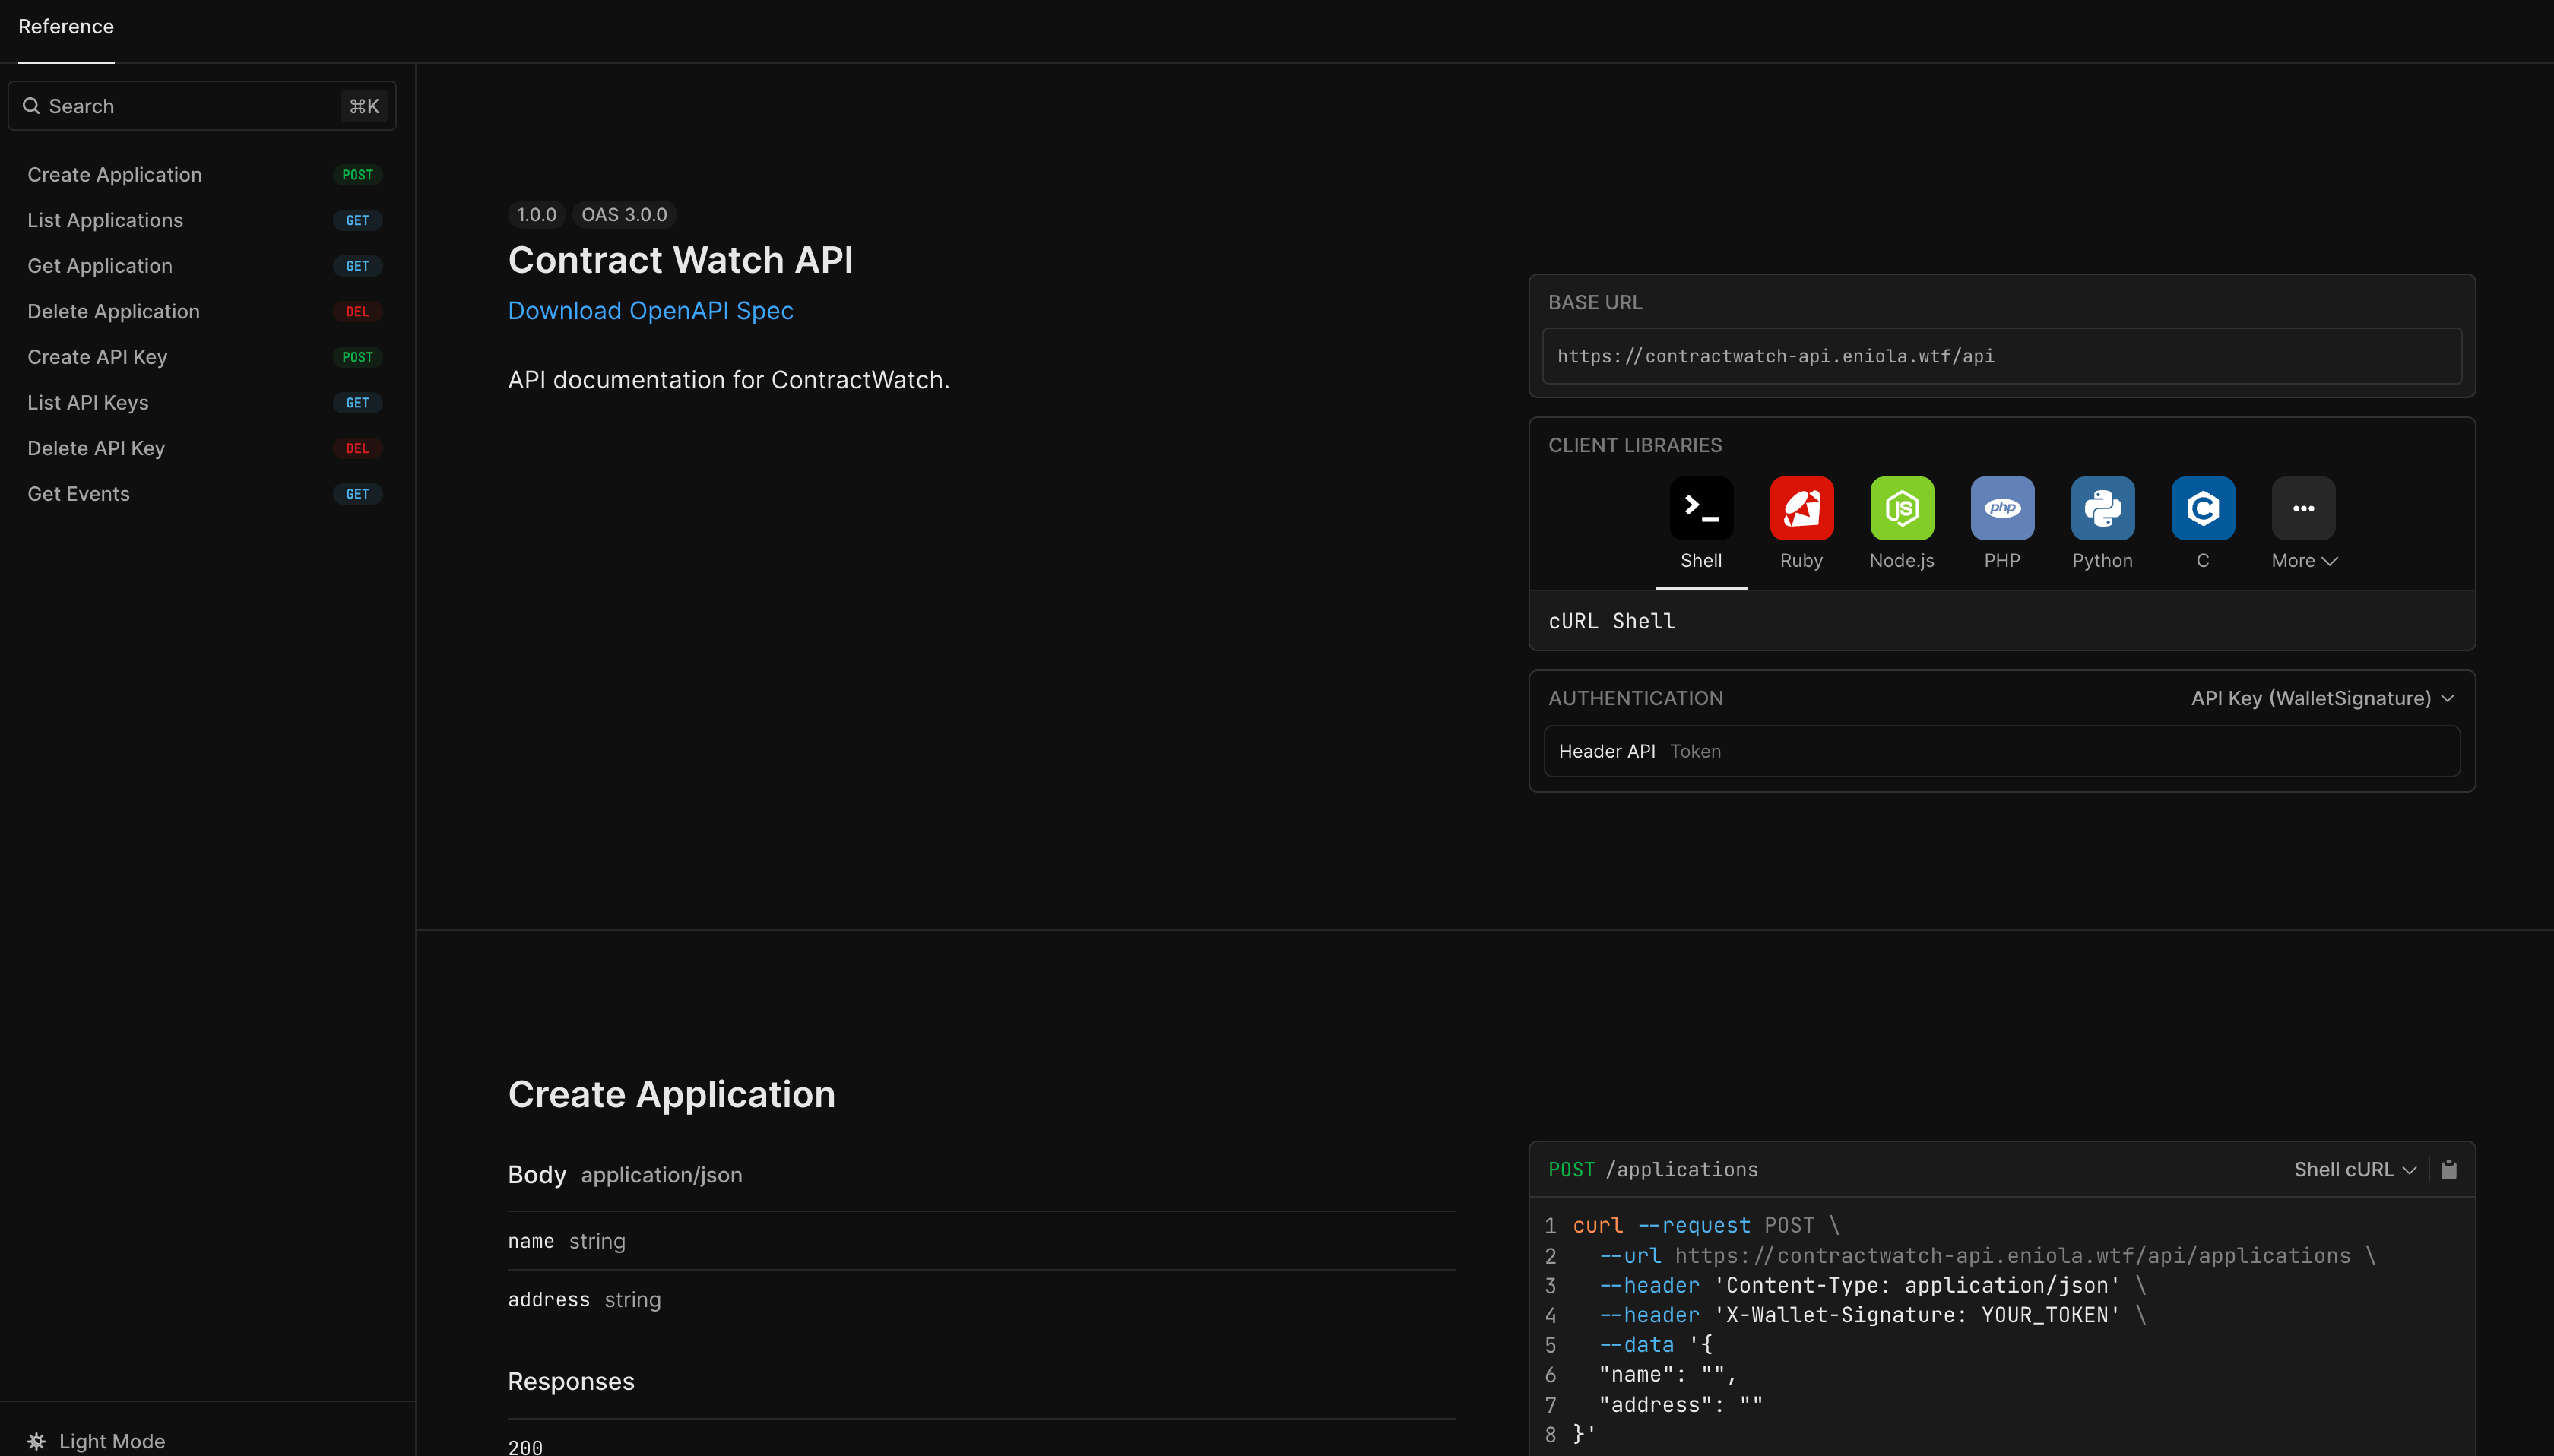 Reference
Search ⌘K
Create Application POST
List Applications GET
Get Application GET
Delete Application DEL
Create API Key POST
List API Keys GET
Delete API Key DEL
Get Events GET
Light Mode
1.0.0 OAS 3.0.0
Contract Watch API
Download OpenAPI Spec
API documentation for ContractWatch.
BASE URL
https://contractwatch-api.eniola.wtf/api
CLIENT LIBRARIES
JS php C
Shell Ruby Node.js PHP Python C More
cURL Shell
AUTHENTICATION API Key (WalletSignature)
Header API Token
Create Application
Body application/json
name string
address string
Responses
200
POST /applications Shell cURL
1 curl --request POST \
2 --url https://contractwatch-api.eniola.wtf/api/applications \
3 --header 'Content-Type: application/json' \
4 --header 'X-Wallet-Signature: YOUR_TOKEN' \
5 --data '{
6 "name": "",
7 "address": ""
8 }'